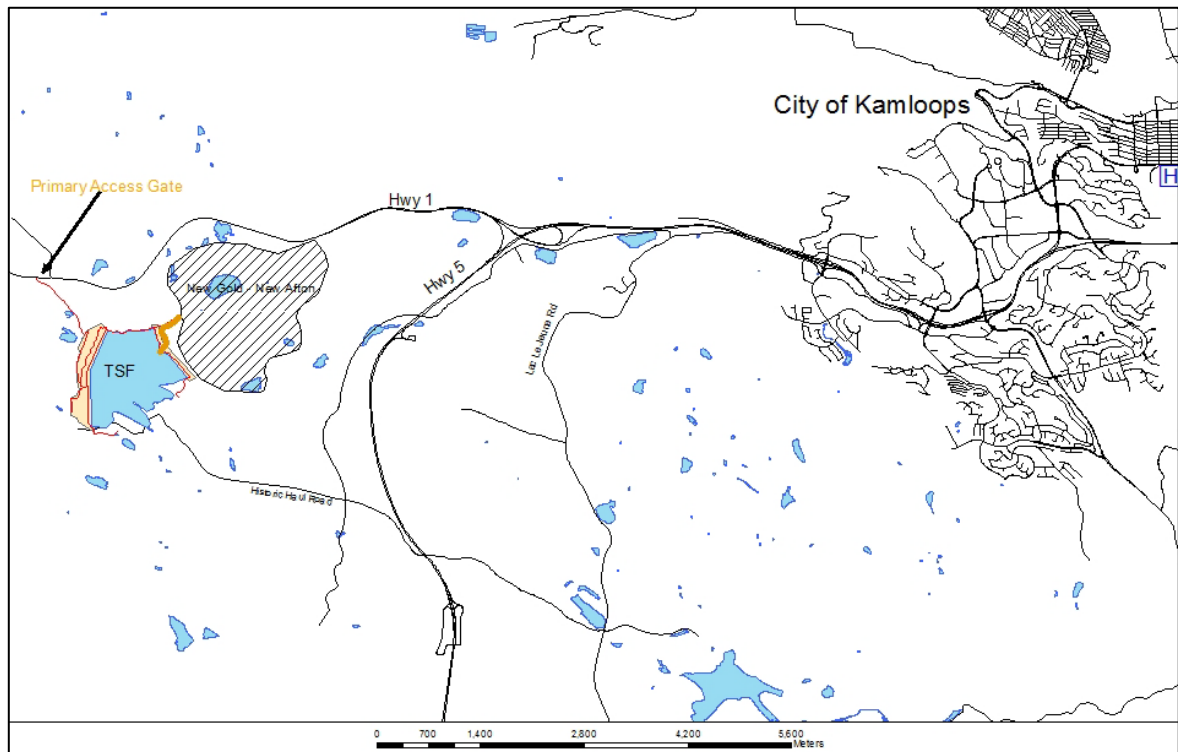 City of Kamloops
H
Primary Access Gate
Hwy 1
Hwy 5
New Gold - New Afton
Lac Le Jeune Rd
TSF
Historic Haul Road
0 700 1,400 2,800 4,200 5,600
Meters